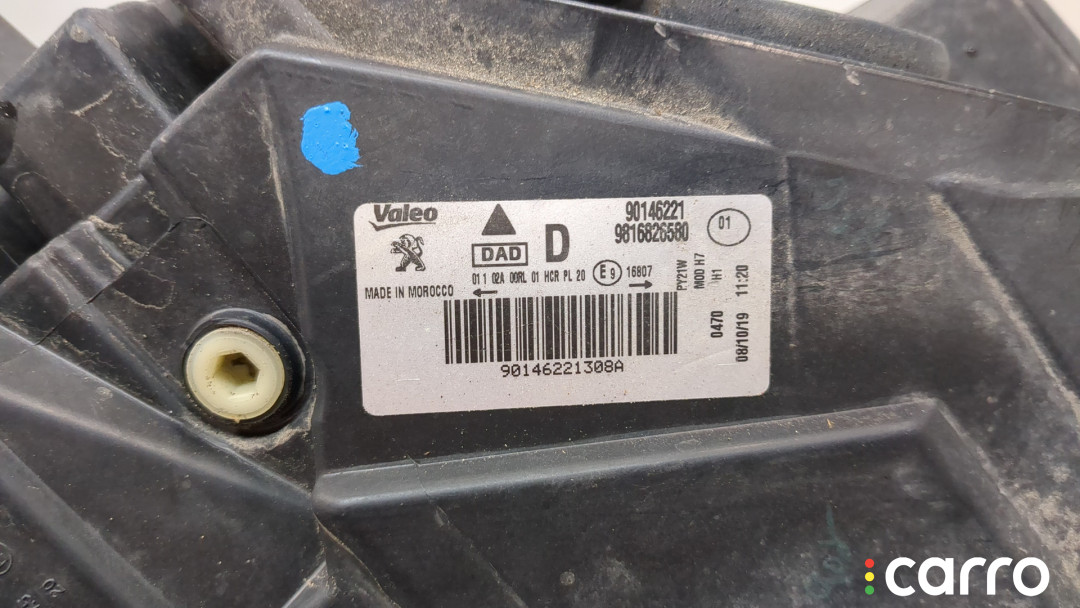 Valeo
90146221
9816826580
01
DAD
D
01 1 02A 00RL 01 HCR PL 20
E 9
16807
MADE IN MOROCCO
90146221308A
PY21W
MOD H7
H1
0470
08/10/19 11:20
carro